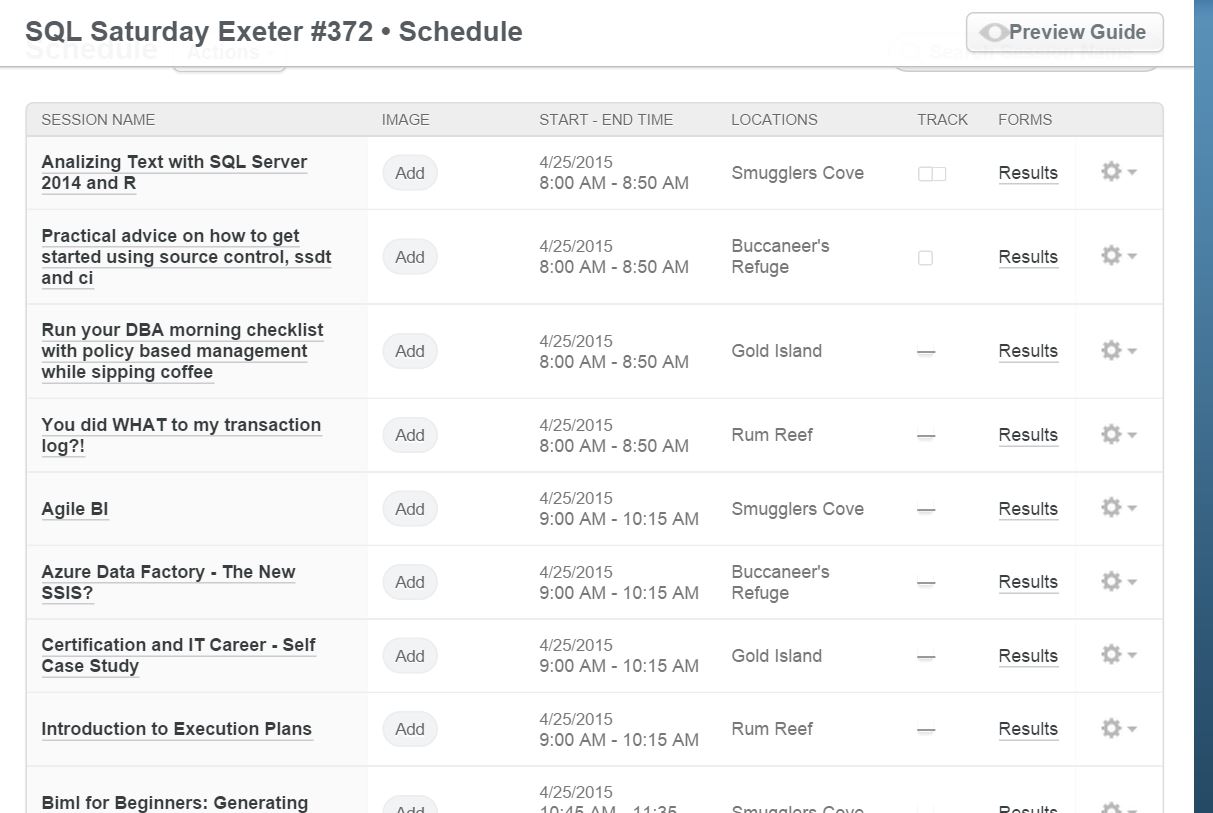 SQL Saturday Exeter #372 • Schedule
Preview Guide
Schedule
Actions
Search Session Name
SESSION NAME IMAGE START - END TIME LOCATIONS TRACK FORMS
Analizing Text with SQL Server
2014 and R
Add
4/25/2015
8:00 AM - 8:50 AM
Smugglers Cove
Results
Practical advice on how to get
started using source control, ssdt
and ci
Add
4/25/2015
8:00 AM - 8:50 AM
Buccaneer's
Refuge
Results
Run your DBA morning checklist
with policy based management
while sipping coffee
Add
4/25/2015
8:00 AM - 8:50 AM
Gold Island
—
Results
You did WHAT to my transaction
log?!
Add
4/25/2015
8:00 AM - 8:50 AM
Rum Reef
—
Results
Agile BI
Add
4/25/2015
9:00 AM - 10:15 AM
Smugglers Cove
—
Results
Azure Data Factory - The New
SSIS?
Add
4/25/2015
9:00 AM - 10:15 AM
Buccaneer's
Refuge
—
Results
Certification and IT Career - Self
Case Study
Add
4/25/2015
9:00 AM - 10:15 AM
Gold Island
—
Results
Introduction to Execution Plans
Add
4/25/2015
9:00 AM - 10:15 AM
Rum Reef
—
Results
Biml for Beginners: Generating
Add
4/25/2015
10:45 AM - 11:35
Smugglers Cove
Results